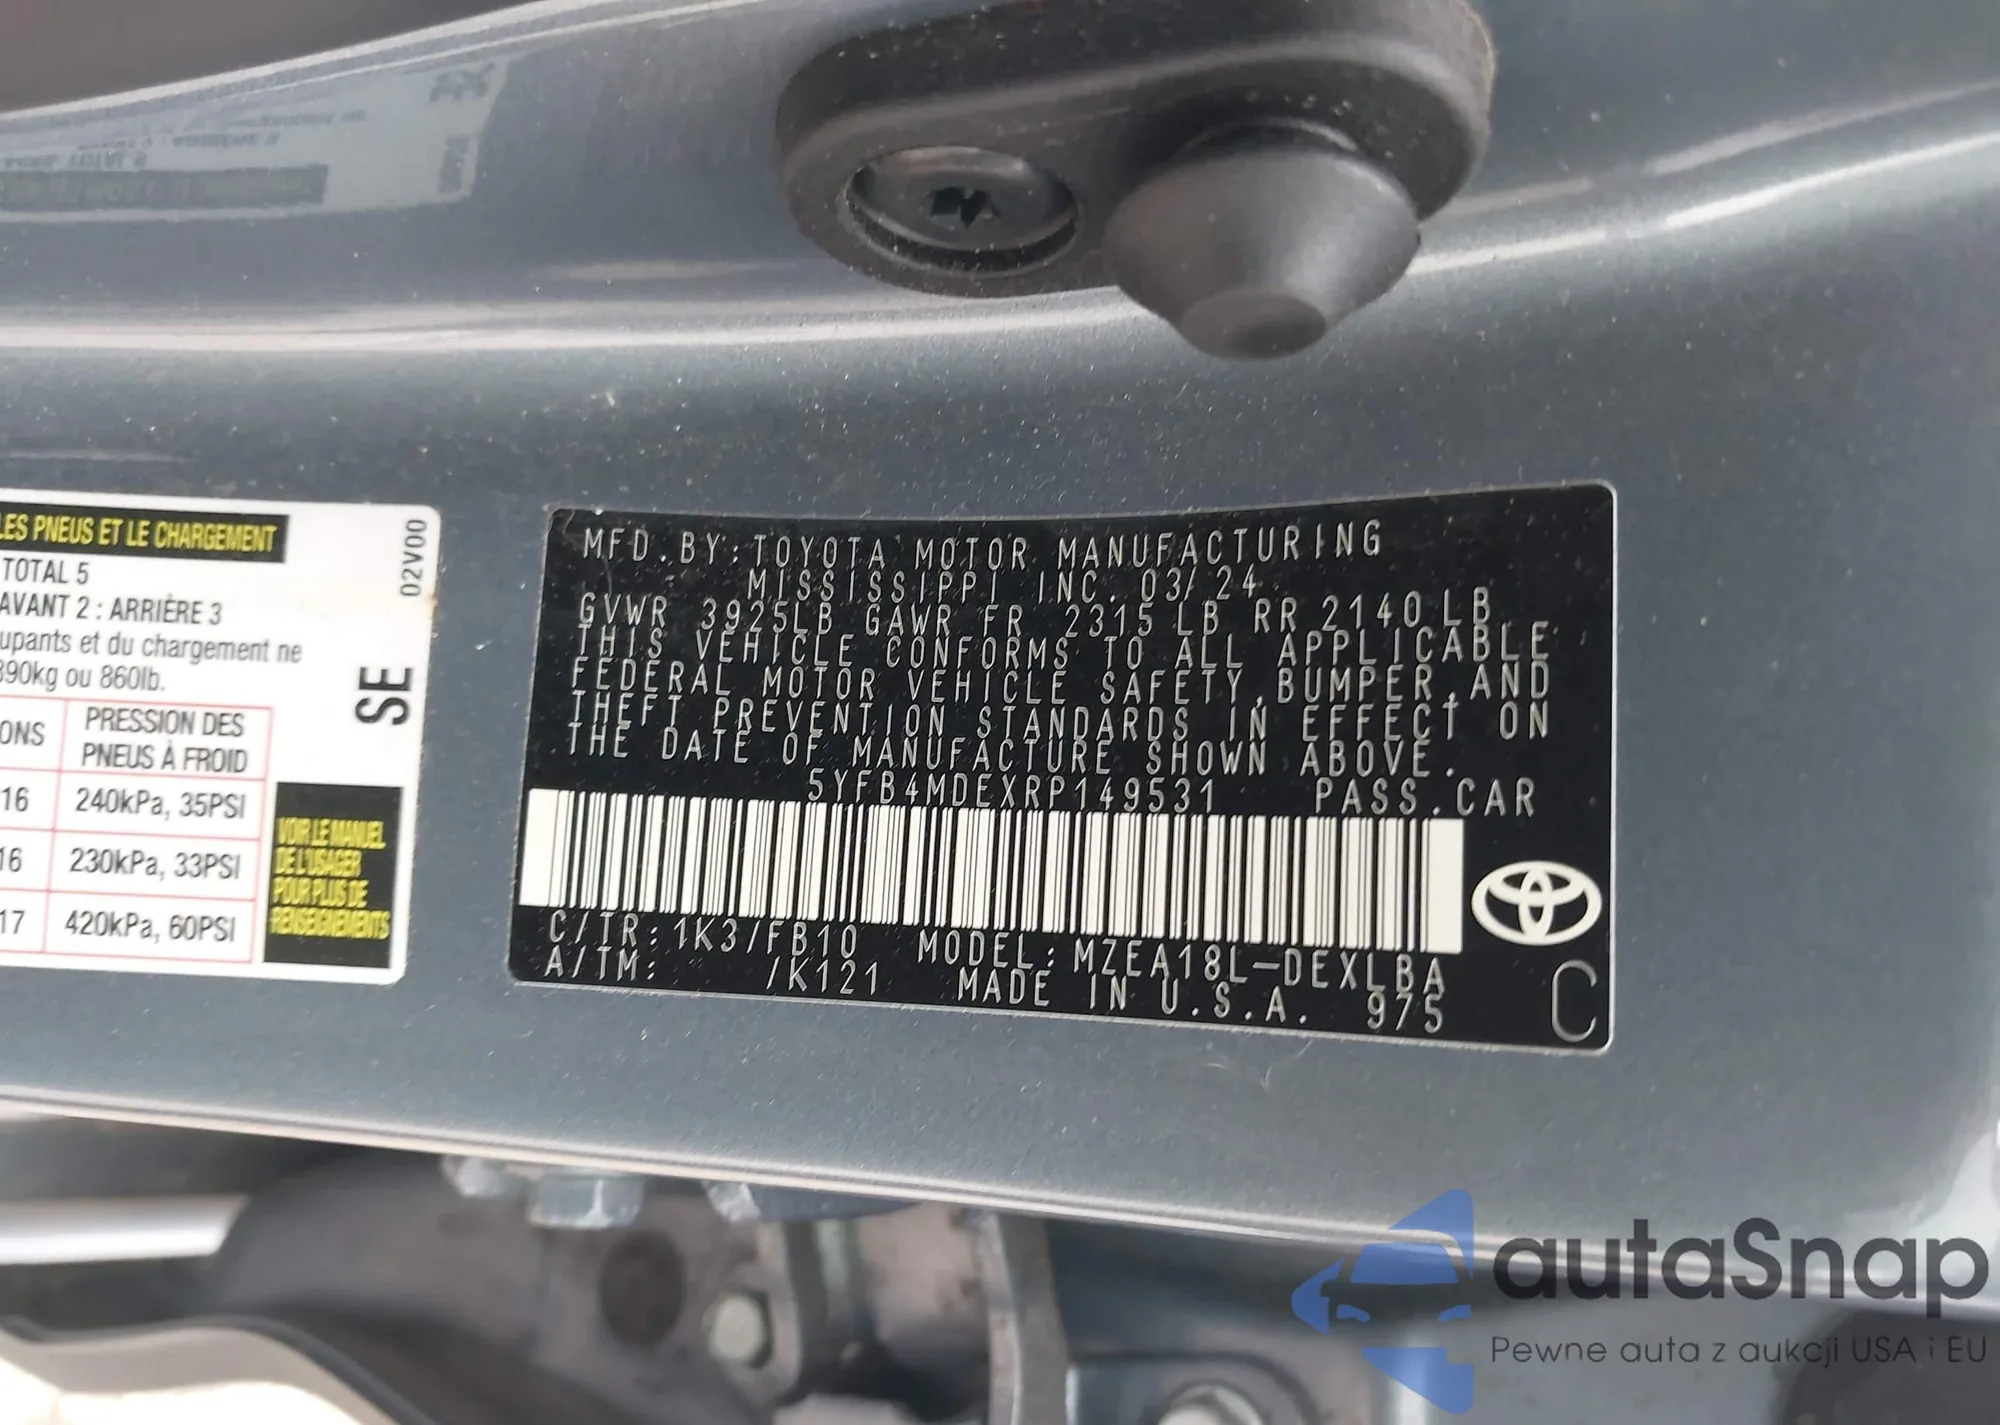 LES PNEUS ET LE CHARGEMENT
TOTAL 5
AVANT 2 : ARRIÈRE 3
upants et du chargement ne
390kg ou 860lb.
ONS
PRESSION DES
PNEUS À FROID
16
240kPa, 35PSI
16
230kPa, 33PSI
17
420kPa, 60PSI
02V00
SE
VOIR LE MANUEL
DE L'USAGER
POUR PLUS DE
RENSEIGNEMENTS
MFD.BY:TOYOTA MOTOR MANUFACTURING
MISSISSIPPI INC. 03/24
GVWR 3925LB GAWR FR 2315 LB RR 2140 LB
THIS VEHICLE CONFORMS TO ALL APPLICABLE
FEDERAL MOTOR VEHICLE SAFETY,BUMPER,AND
THEFT PREVENTION STANDARDS IN EFFECT ON
THE DATE OF MANUFACTURE SHOWN ABOVE.
5YFB4MDEXRP149531 PASS.CAR
C/TR:1K3/FB10 MODEL:MZEA18L-DEXLBA
A/TM: /K121 MADE IN U.S.A. 975
C
autaSnap
Pewne auta z aukcji USA i EU